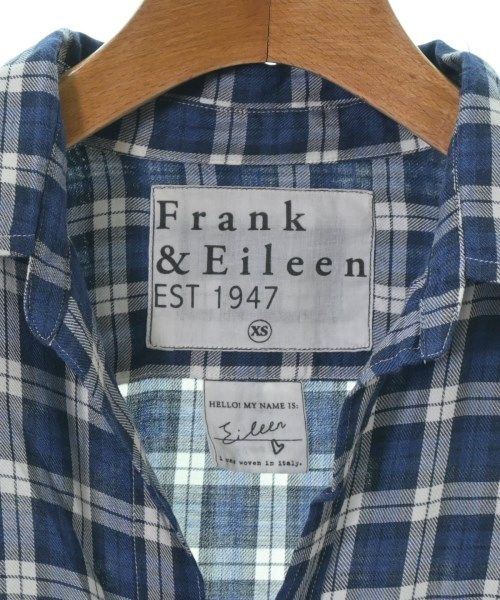 Frank
& Eileen
EST 1947
XS
HELLO! MY NAME IS:
Eileen
i was woven in italy.